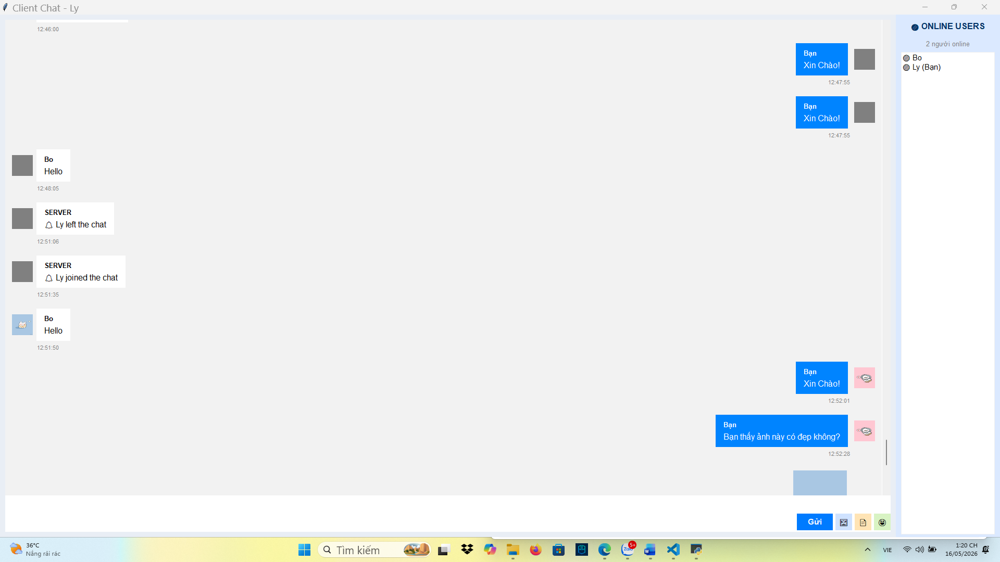 Client Chat - Ly
12:46:00
Bạn
Xin Chào!
12:47:55
Bạn
Xin Chào!
12:47:55
Bo
Hello
12:48:05
SERVER
Ly left the chat
12:51:06
SERVER
Ly joined the chat
12:51:35
Bo
Hello
12:51:50
Bạn
Xin Chào!
12:52:01
Bạn
Bạn thấy ảnh này có đẹp không?
12:52:28
Gửi
ONLINE USERS
2 người online
Bo
Ly (Bạn)
36°C
Nắng rải rác
Tìm kiếm
Zalo
5+
VIE
1:20 CH
16/05/2026